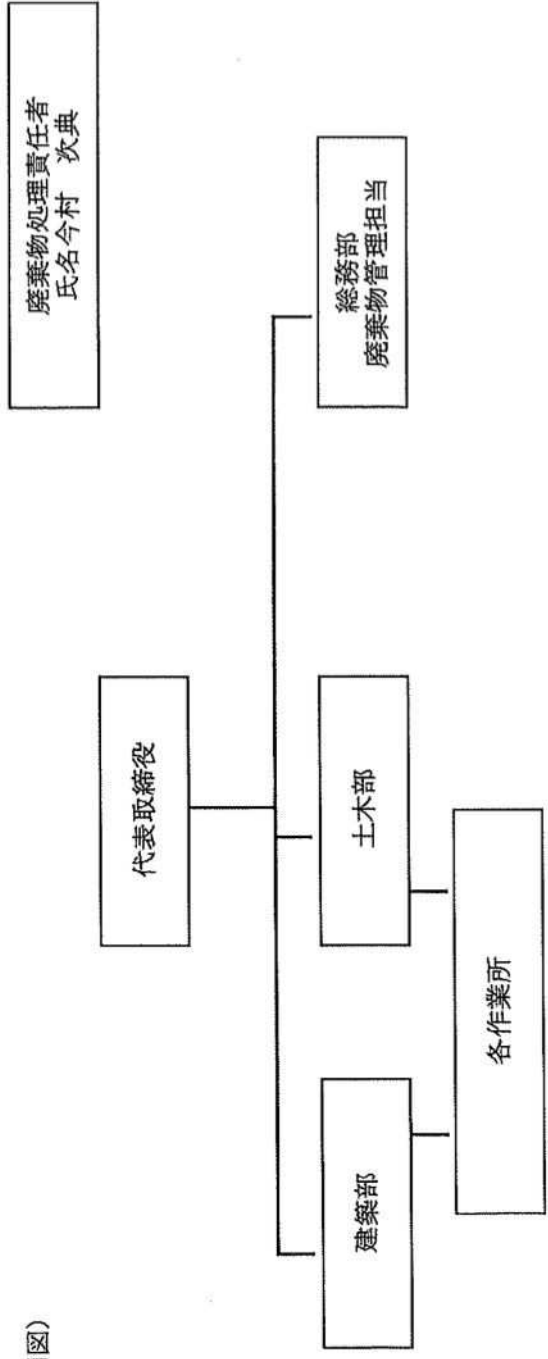 図)
廃棄物処理責任者
氏名今村 次典
代表取締役
建築部
土木部
総務部
廃棄物管理担当
各作業所